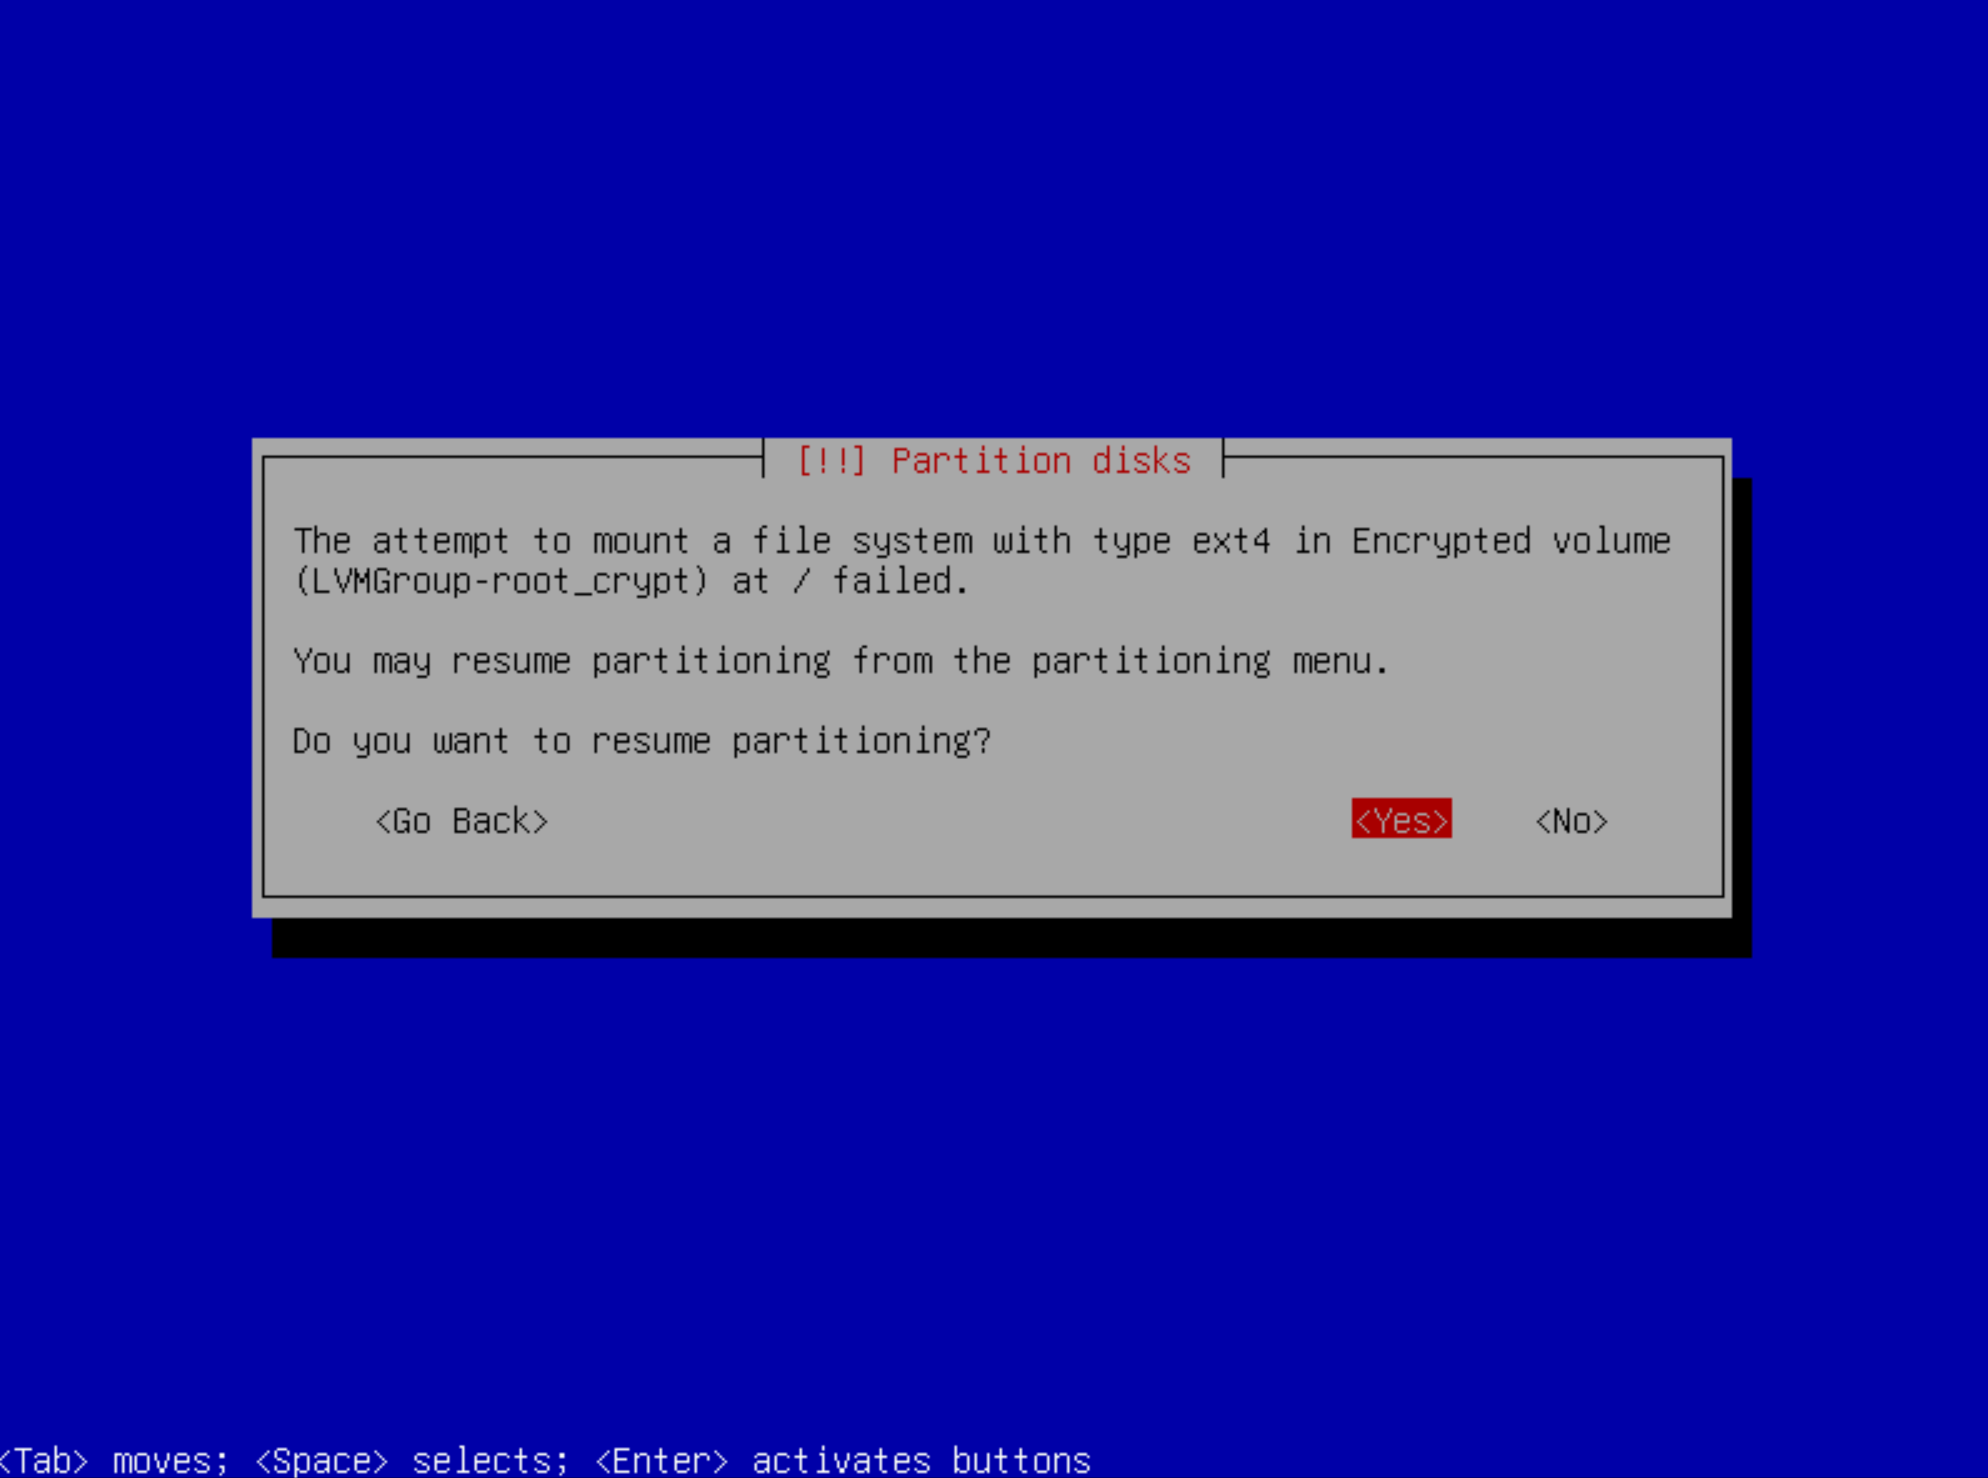 [!!] Partition disks
The attempt to mount a file system with type ext4 in Encrypted volume
(LVMGroup-root_crypt) at / failed.
You may resume partitioning from the partitioning menu.
Do you want to resume partitioning?
<Go Back> <Yes> <No>
<Tab> moves; <Space> selects; <Enter> activates buttons